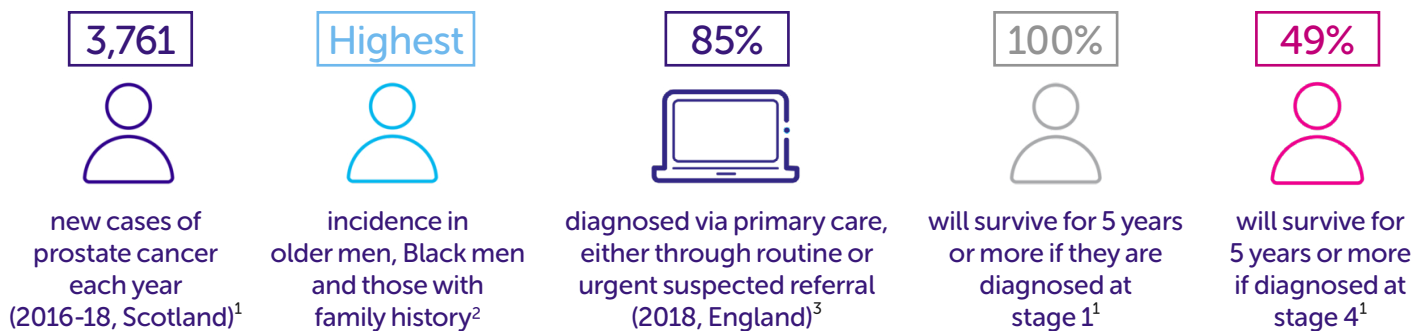 3,761
new cases of
prostate cancer
each year
(2016-18, Scotland)¹
Highest
incidence in
older men, Black men
and those with
family history²
85%
diagnosed via primary care,
either through routine or
urgent suspected referral
(2018, England)³
100%
will survive for 5 years
or more if they are
diagnosed at
stage 1¹
49%
will survive for
5 years or more
if diagnosed at
stage 4¹